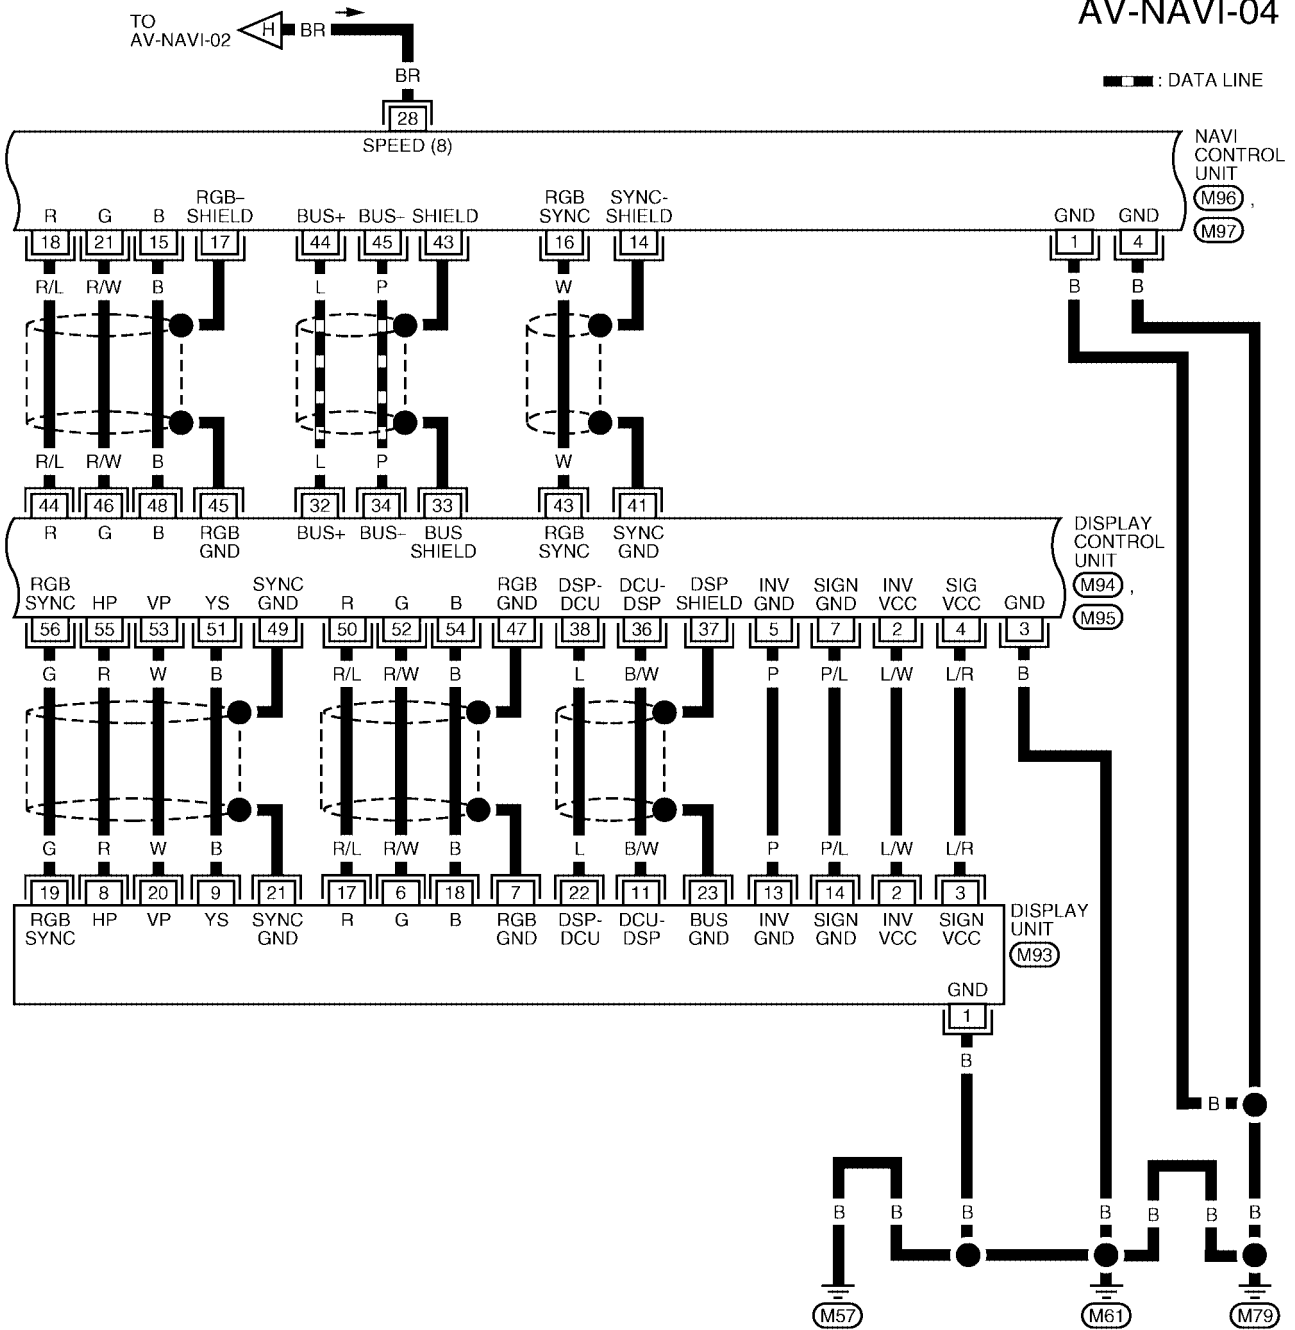 AV-NAVI-04
TO
AV-NAVI-02
H
BR
BR
: DATA LINE
28
SPEED (8)
NAVI
CONTROL
UNIT
M96 ,
M97
R G B RGB–
SHIELD BUS+ BUS– SHIELD RGB
SYNC SYNC-
SHIELD GND GND
18 21 15 17 44 45 43 16 14 1 4
R/L R/W B L P W B B
R/L R/W B L P W
44 46 48 45 32 34 33 43 41
R G B RGB
GND BUS+ BUS– BUS
SHIELD RGB
SYNC SYNC
GND
DISPLAY
CONTROL
UNIT
M94 ,
M95
RGB
SYNC HP VP YS SYNC
GND R G B RGB
GND DSP-
DCU DCU-
DSP DSP
SHIELD INV
GND SIGN
GND INV
VCC SIG
VCC GND
56 55 53 51 49 50 52 54 47 38 36 37 5 7 2 4 3
G R W B R/L R/W B L B/W P P/L L/W L/R B
G R W B R/L R/W B L B/W P P/L L/W L/R
19 8 20 9 21 17 6 18 7 22 11 23 13 14 2 3
RGB
SYNC HP VP YS SYNC
GND R G B RGB
GND DSP-
DCU DCU-
DSP BUS
GND INV
GND SIGN
GND INV
VCC SIGN
VCC
DISPLAY
UNIT
M93
GND
1
B
B
B B B B B B B
M57 M61 M79